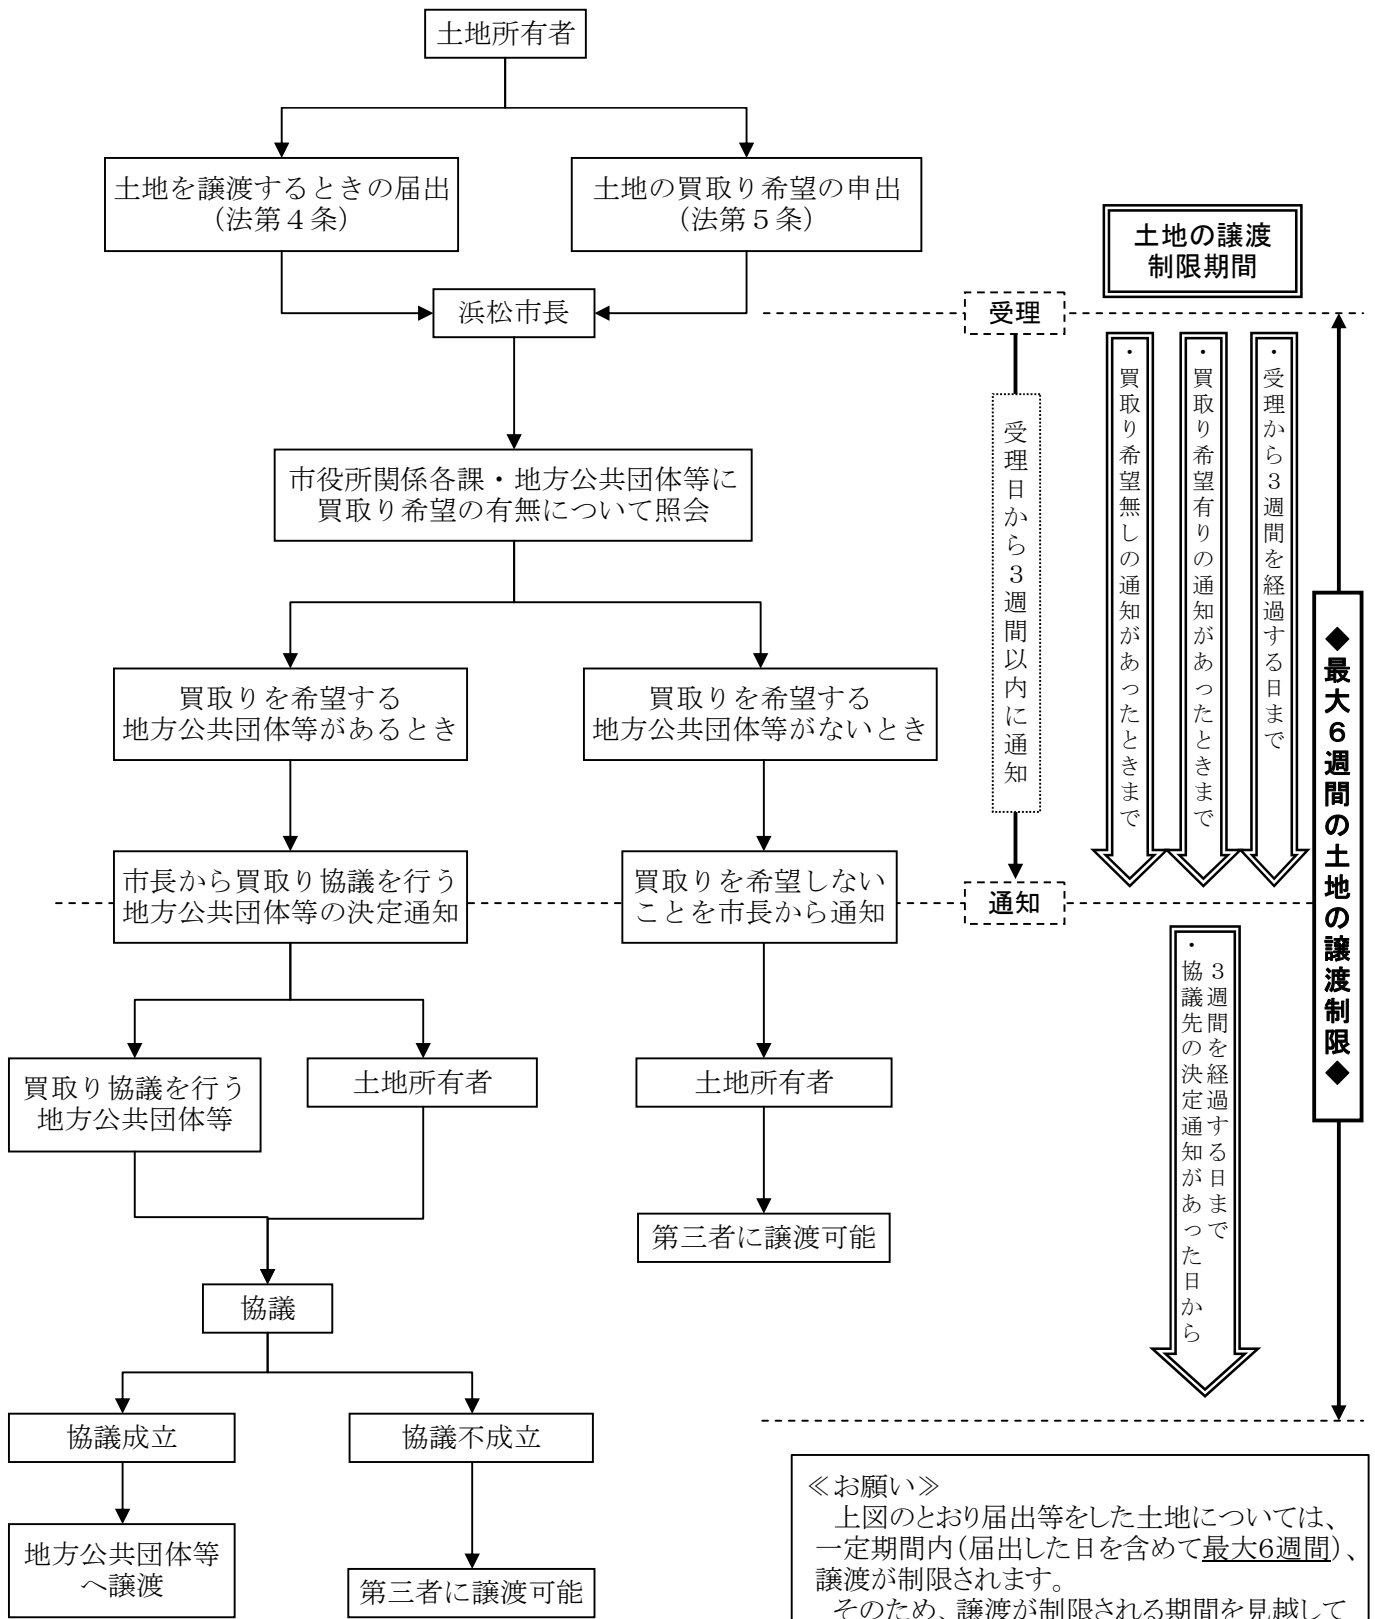 土地所有者
土地を譲渡するときの届出
(法第４条)
土地の買取り希望の申出
(法第５条)
土地の譲渡
制限期間
浜松市長
受理
市役所関係各課・地方公共団体等に
買取り希望の有無について照会
受理日から３週間以内に通知
・買取り希望無しの通知があったときまで
・買取り希望有りの通知があったときまで
・受理から３週間を経過する日まで
◆最大６週間の土地の譲渡制限◆
買取りを希望する
地方公共団体等があるとき
買取りを希望する
地方公共団体等がないとき
市長から買取り協議を行う
地方公共団体等の決定通知
買取りを希望しない
ことを市長から通知
通知
・協議先の決定通知があった日から
３週間を経過する日まで
買取り協議を行う
地方公共団体等
土地所有者
土地所有者
第三者に譲渡可能
協議
協議成立
協議不成立
地方公共団体等
へ譲渡
第三者に譲渡可能
≪お願い≫
上図のとおり届出等をした土地については、
一定期間内(届出した日を含めて最大6週間)、
譲渡が制限されます。
そのため、譲渡が制限される期間を見越して